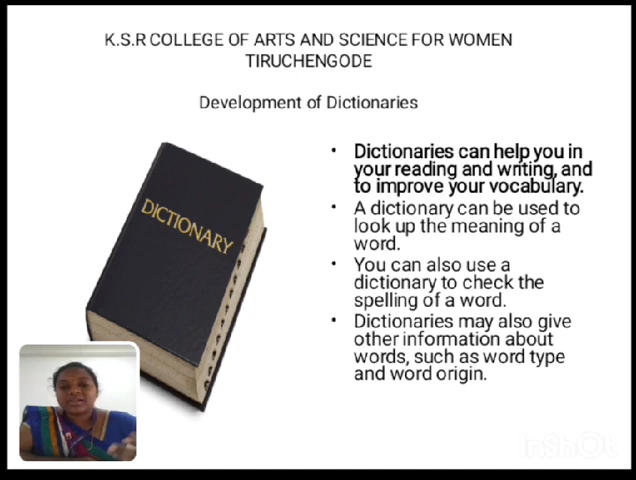 K.S.R COLLEGE OF ARTS AND SCIENCE FOR WOMEN
TIRUCHENGODE
Development of Dictionaries
DICTIONARY
• Dictionaries can help you in
your reading and writing, and
to improve your vocabulary.
• A dictionary can be used to
look up the meaning of a
word.
• You can also use a
dictionary to check the
spelling of a word.
• Dictionaries may also give
other information about
words, such as word type
and word origin.
InShOt